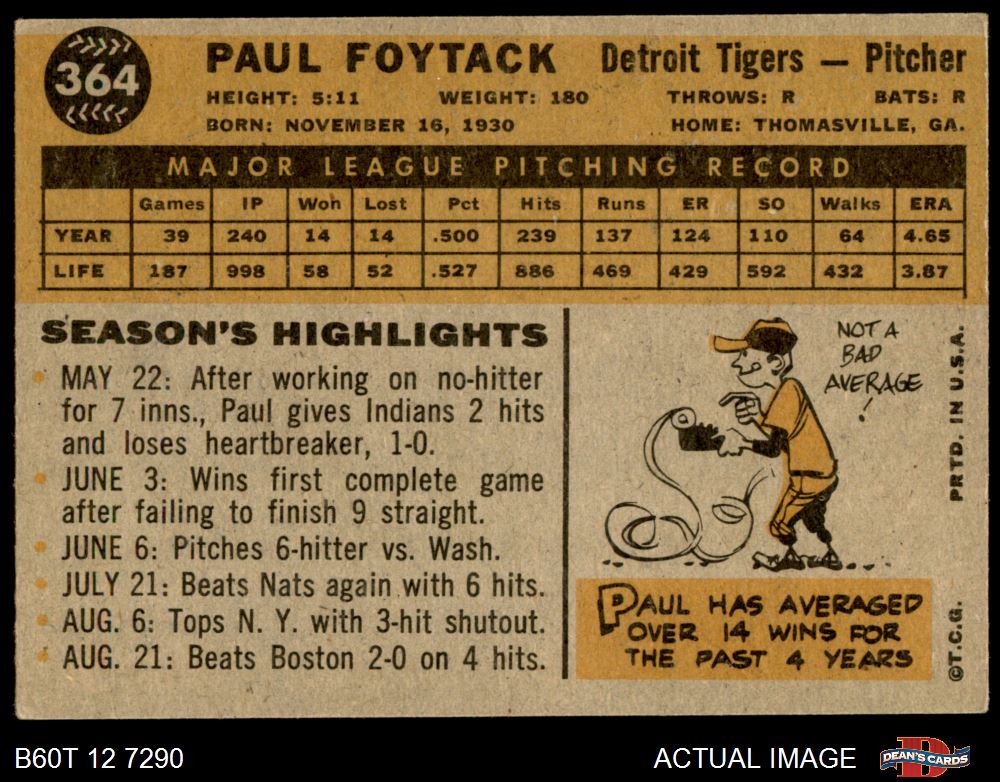 364
PAUL FOYTACK Detroit Tigers — Pitcher
HEIGHT: 5:11 WEIGHT: 180 THROWS: R BATS: R
BORN: NOVEMBER 16, 1930 HOME: THOMASVILLE, GA.
MAJOR LEAGUE PITCHING RECORD
Games IP Won Lost Pct Hits Runs ER SO Walks ERA
YEAR 39 240 14 14 .500 239 137 124 110 64 4.65
LIFE 187 998 58 52 .527 886 469 429 592 432 3.87
SEASON'S HIGHLIGHTS
• MAY 22: After working on no-hitter
for 7 inns., Paul gives Indians 2 hits
and loses heartbreaker, 1-0.
• JUNE 3: Wins first complete game
after failing to finish 9 straight.
• JUNE 6: Pitches 6-hitter vs. Wash.
• JULY 21: Beats Nats again with 6 hits.
• AUG. 6: Tops N. Y. with 3-hit shutout.
• AUG. 21: Beats Boston 2-0 on 4 hits.
NOT A
BAD
AVERAGE
!
PAUL HAS AVERAGED
OVER 14 WINS FOR
THE PAST 4 YEARS
©T.C.G. PRTD. IN U.S.A.
B60T 12 7290 ACTUAL IMAGE
D
DEAN'S CARDS